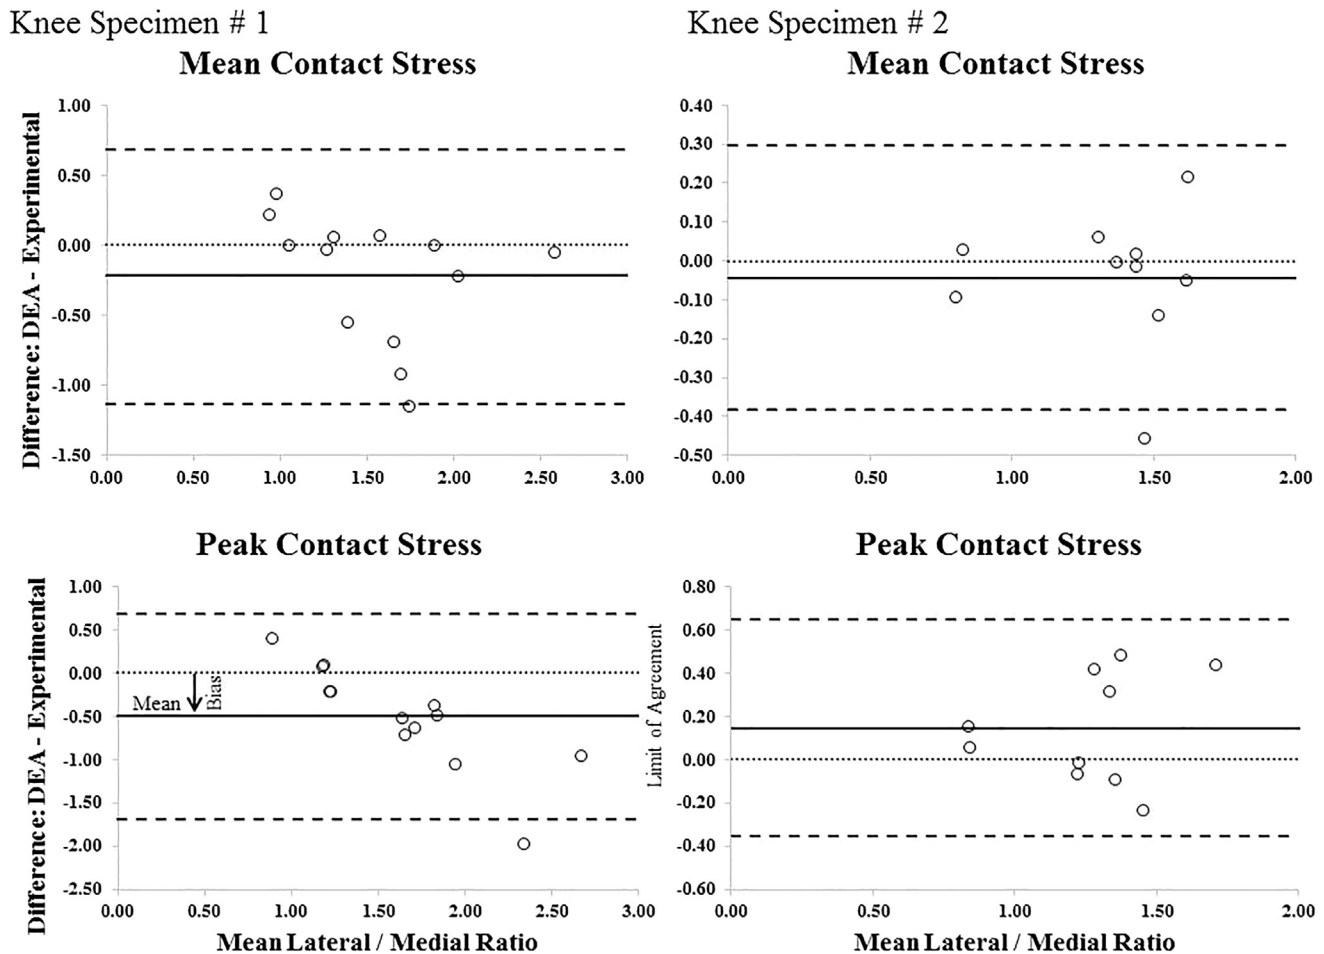 Knee Specimen # 1
Knee Specimen # 2
Mean Contact Stress
Difference: DEA - Experimental
1.00
0.50
0.00
-0.50
-1.00
-1.50
0.00 0.50 1.00 1.50 2.00 2.50 3.00
Mean Contact Stress
0.40
0.30
0.20
0.10
0.00
-0.10
-0.20
-0.30
-0.40
-0.50
0.00 0.50 1.00 1.50 2.00
Peak Contact Stress
Difference: DEA - Experimental
1.00
0.50
0.00
-0.50
-1.00
-1.50
-2.00
-2.50
Mean
Bias
0.00 0.50 1.00 1.50 2.00 2.50 3.00
Mean Lateral / Medial Ratio
Peak Contact Stress
Limit of Agreement
0.80
0.60
0.40
0.20
0.00
-0.20
-0.40
-0.60
0.00 0.50 1.00 1.50 2.00
Mean Lateral / Medial Ratio